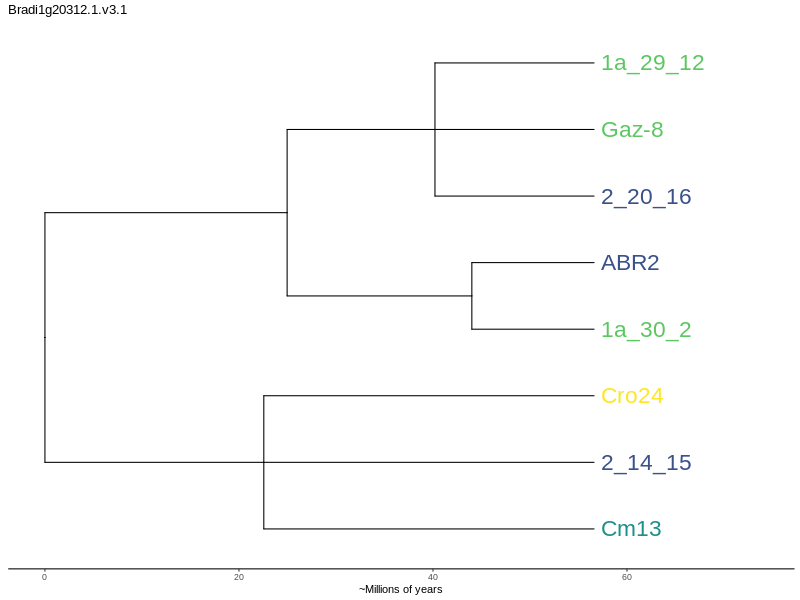 Bradi1g20312.1.v3.1
1a_29_12
Gaz-8
2_20_16
ABR2
1a_30_2
Cro24
2_14_15
Cm13
0 20 40 60
~Millions of years